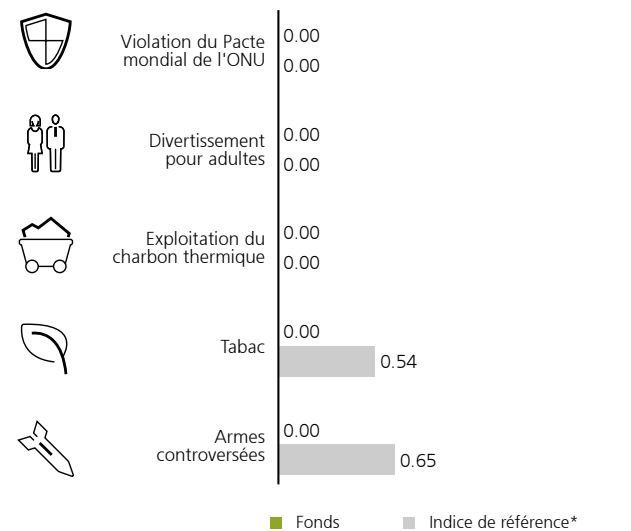 Violation du Pacte
mondial de l'ONU
0.00
0.00
Divertissement
pour adultes
0.00
0.00
Exploitation du
charbon thermique
0.00
0.00
Tabac
0.00
0.54
Armes
controversées
0.00
0.65
Fonds
Indice de référence*